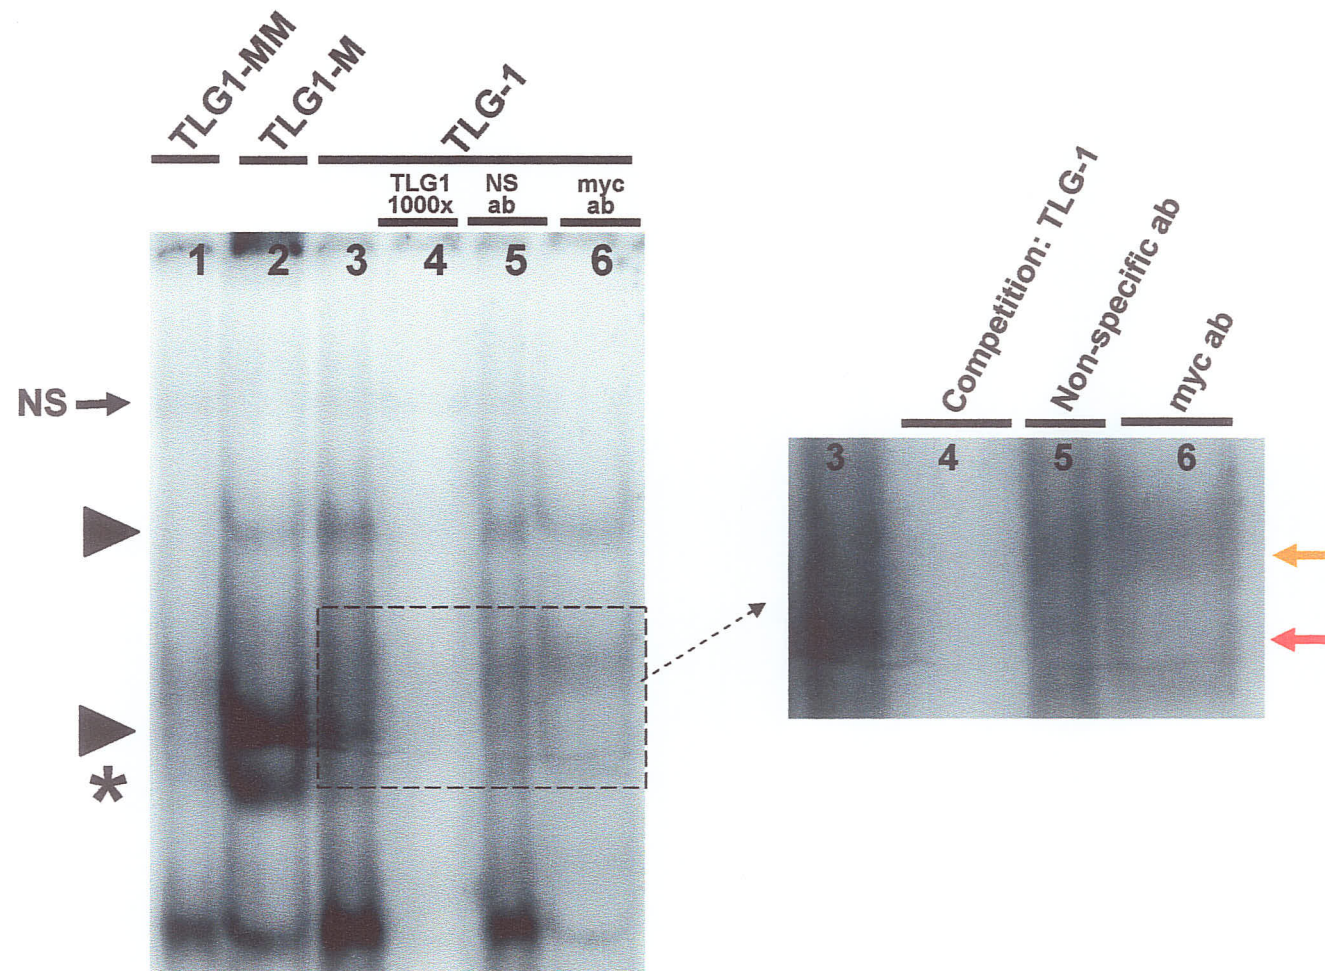 TLG1-MM
TLG1-M
TLG-1
TLG1
1000x
NS
ab
myc
ab
1 2 3 4 5 6
NS
*
Competition: TLG-1
Non-specific ab
myc ab
3 4 5 6